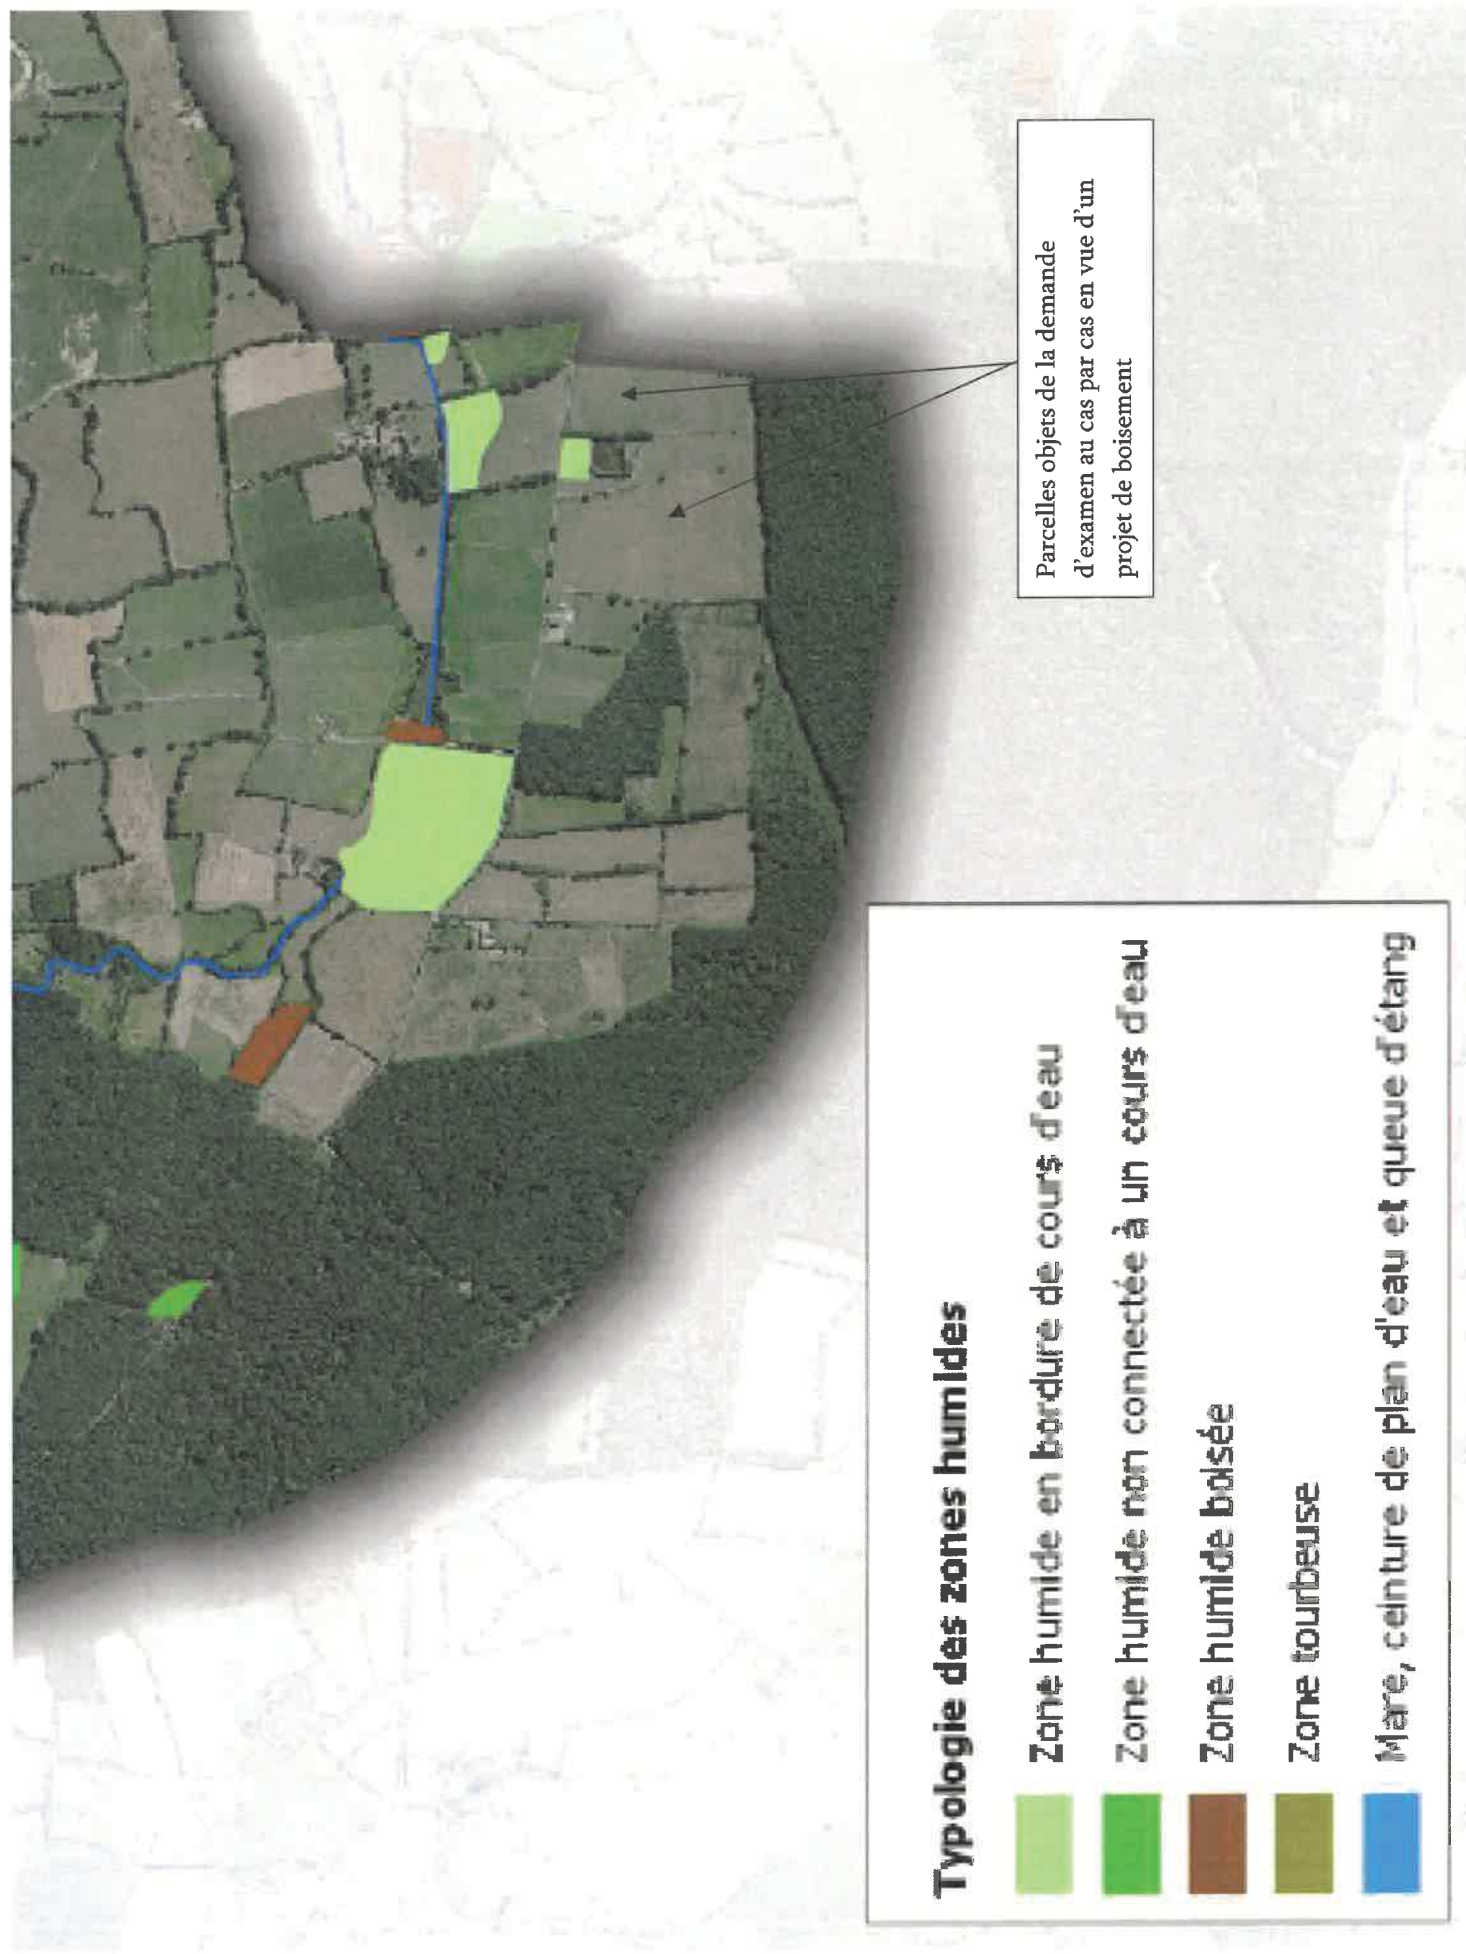 Parcelles objets de la demande
d'examen au cas par cas en vue d'un
projet de boisement
Typologie des zones humides
Zone humide en bordure de cours d'eau
Zone humide non connectée à un cours d'eau
Zone humide boisée
Zone tourbeuse
Mare, ceinture de plan d'eau et queue d'étang